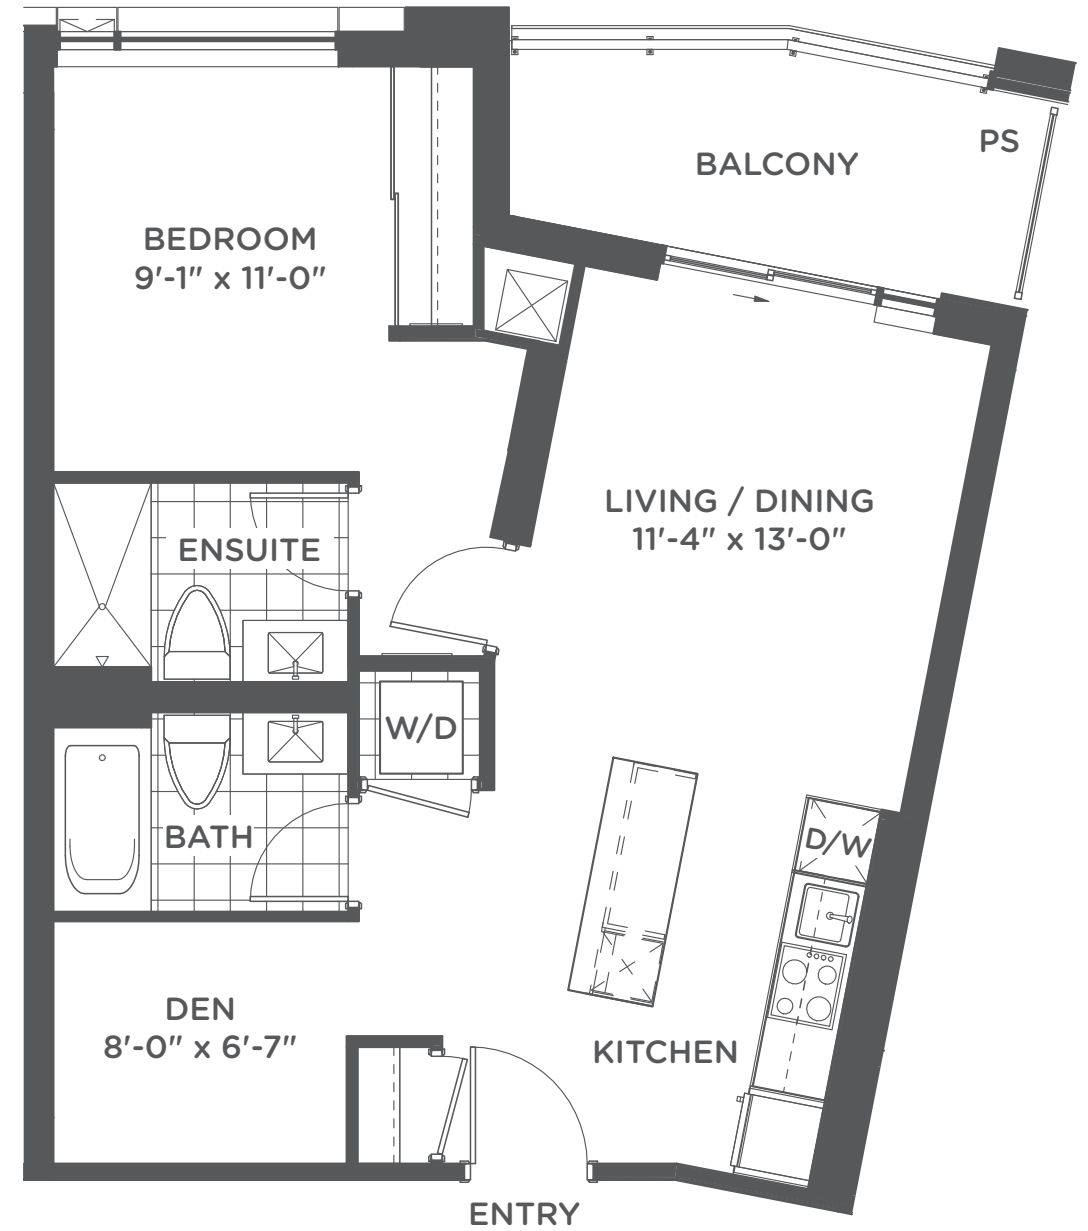 BALCONY
PS
BEDROOM
9'-1" x 11'-0"
LIVING / DINING
11'-4" x 13'-0"
ENSUITE
W/D
BATH
D/W
DEN
8'-0" x 6'-7"
KITCHEN
ENTRY